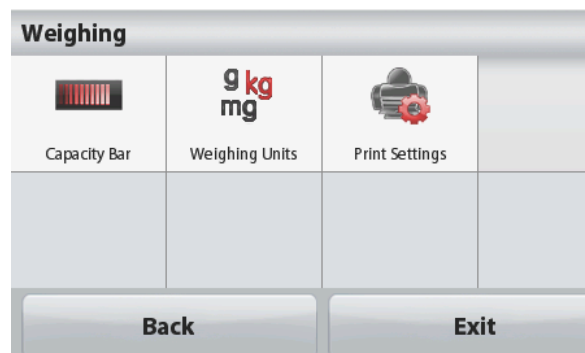 Weighing
g kg
mg
Capacity Bar
Weighing Units
Print Settings
Back
Exit